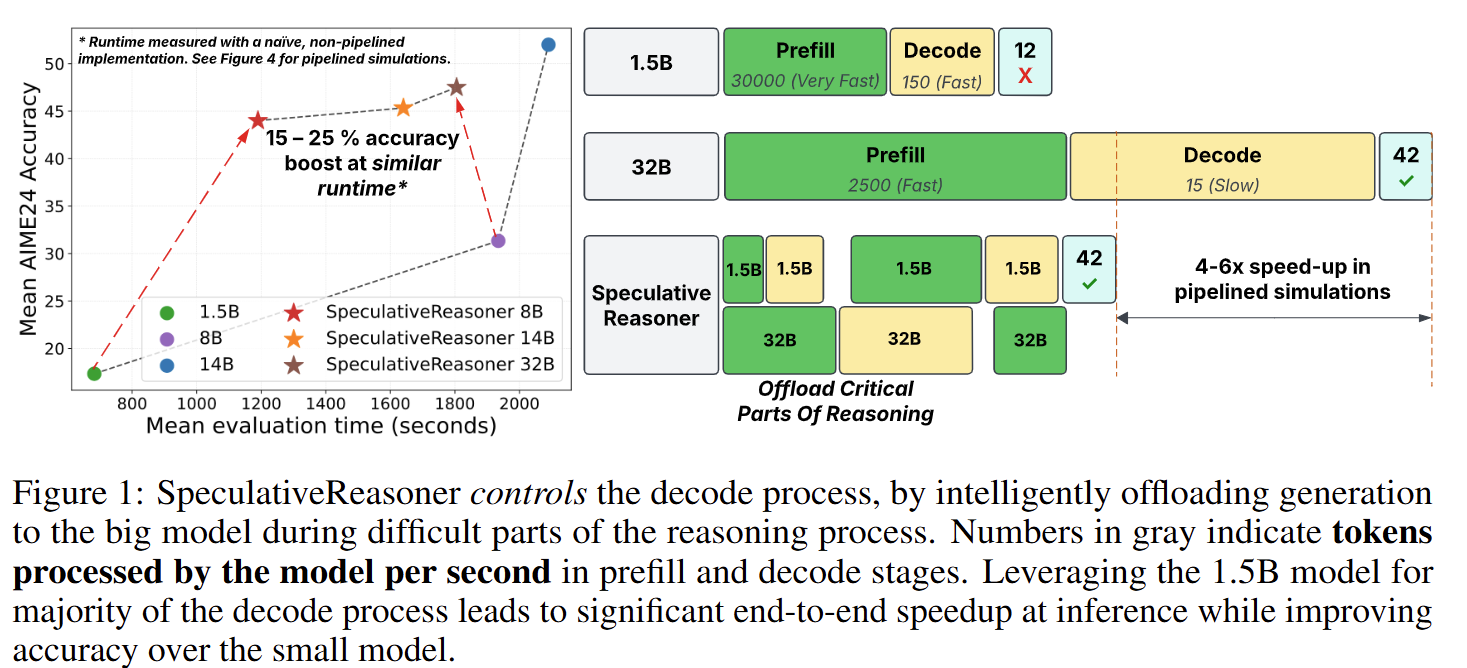 * Runtime measured with a naïve, non-pipelined
implementation. See Figure 4 for pipelined simulations.
Mean AIME24 Accuracy
50
45
40
35
30
25
20
15 – 25 % accuracy
boost at similar
runtime*
1.5B
8B
14B
SpeculativeReasoner 8B
SpeculativeReasoner 14B
SpeculativeReasoner 32B
800 1000 1200 1400 1600 1800 2000
Mean evaluation time (seconds)
1.5B
Prefill
30000 (Very Fast)
Decode
150 (Fast)
12
X
32B
Prefill
2500 (Fast)
Decode
15 (Slow)
42
✓
Speculative
Reasoner
1.5B 1.5B 1.5B 1.5B
42
✓
32B 32B 32B
Offload Critical
Parts Of Reasoning
4-6x speed-up in
pipelined simulations
Figure 1: SpeculativeReasoner controls the decode process, by intelligently offloading generation
to the big model during difficult parts of the reasoning process. Numbers in gray indicate tokens
processed by the model per second in prefill and decode stages. Leveraging the 1.5B model for
majority of the decode process leads to significant end-to-end speedup at inference while improving
accuracy over the small model.